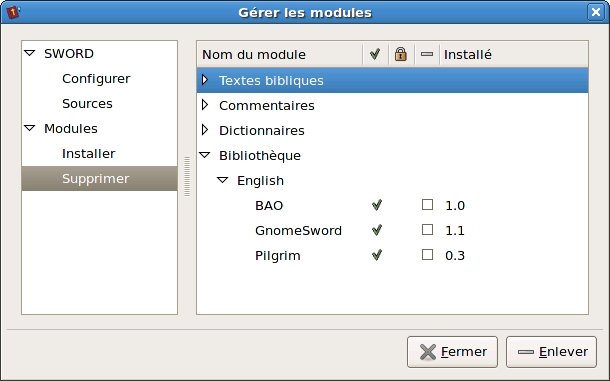 Gérer les modules
SWORD
Configurer
Sources
Modules
Installer
Supprimer
Nom du module Installé
Textes bibliques
Commentaires
Dictionnaires
Bibliothèque
English
BAO 1.0
GnomeSword 1.1
Pilgrim 0.3
Fermer Enlever